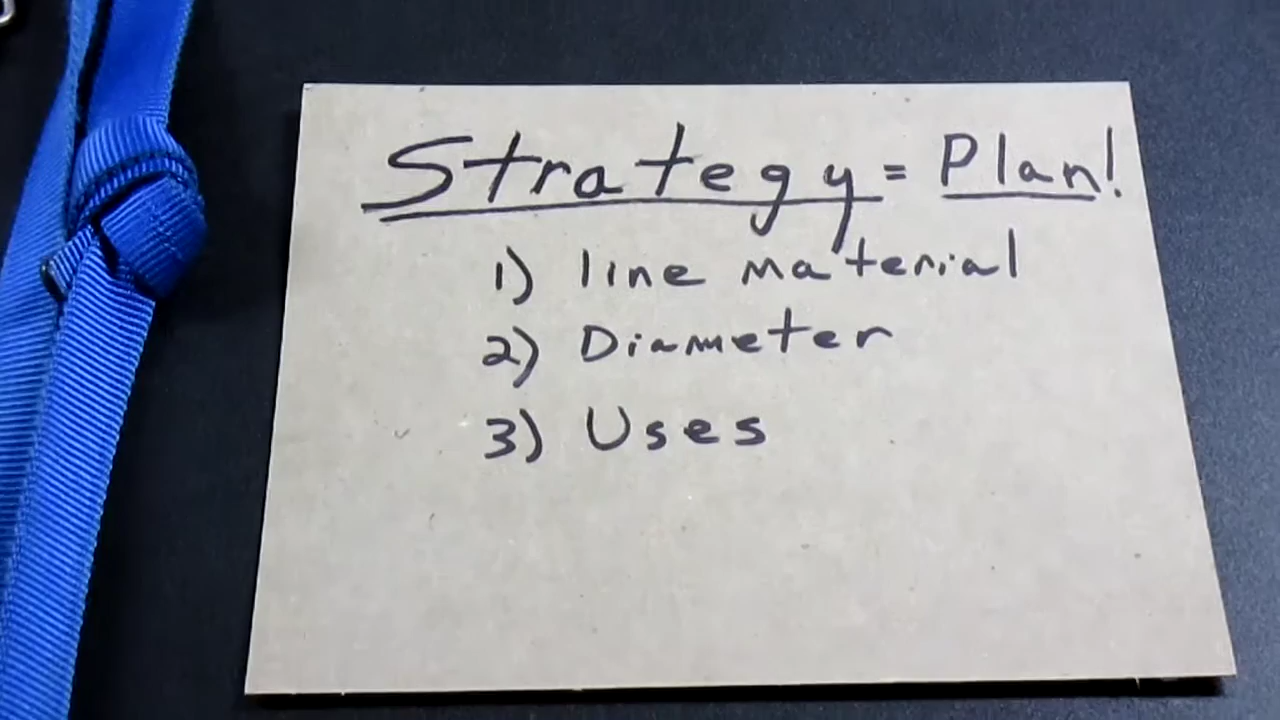 Strategy = Plan!
1) line material
2) Diameter
3) Uses